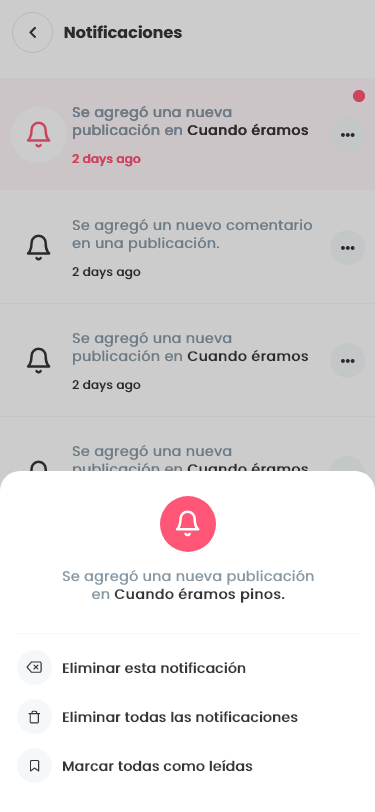 Notificaciones
Se agregó una nueva
publicación en Cuando éramos
2 days ago
Se agregó un nuevo comentario
en una publicación.
2 days ago
Se agregó una nueva
publicación en Cuando éramos
2 days ago
Se agregó una nueva
publicación en Cuando éramos
Se agregó una nueva publicación
en Cuando éramos pinos.
Eliminar esta notificación
Eliminar todas las notificaciones
Marcar todas como leídas